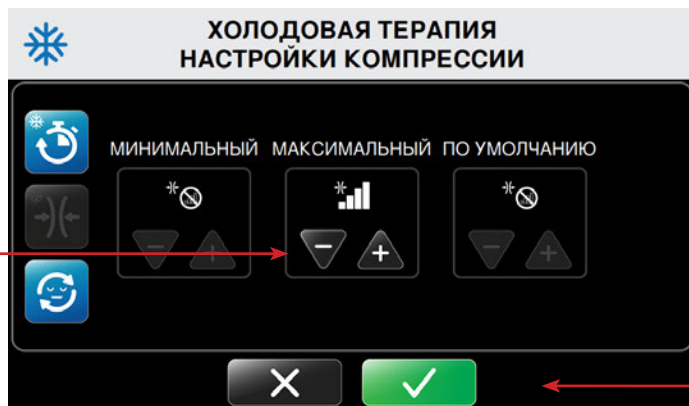 ХОЛОДОВАЯ ТЕРАПИЯ
НАСТРОЙКИ КОМПРЕССИИ
МИНИМАЛЬНЫЙ МАКСИМАЛЬНЫЙ ПО УМОЛЧАНИЮ